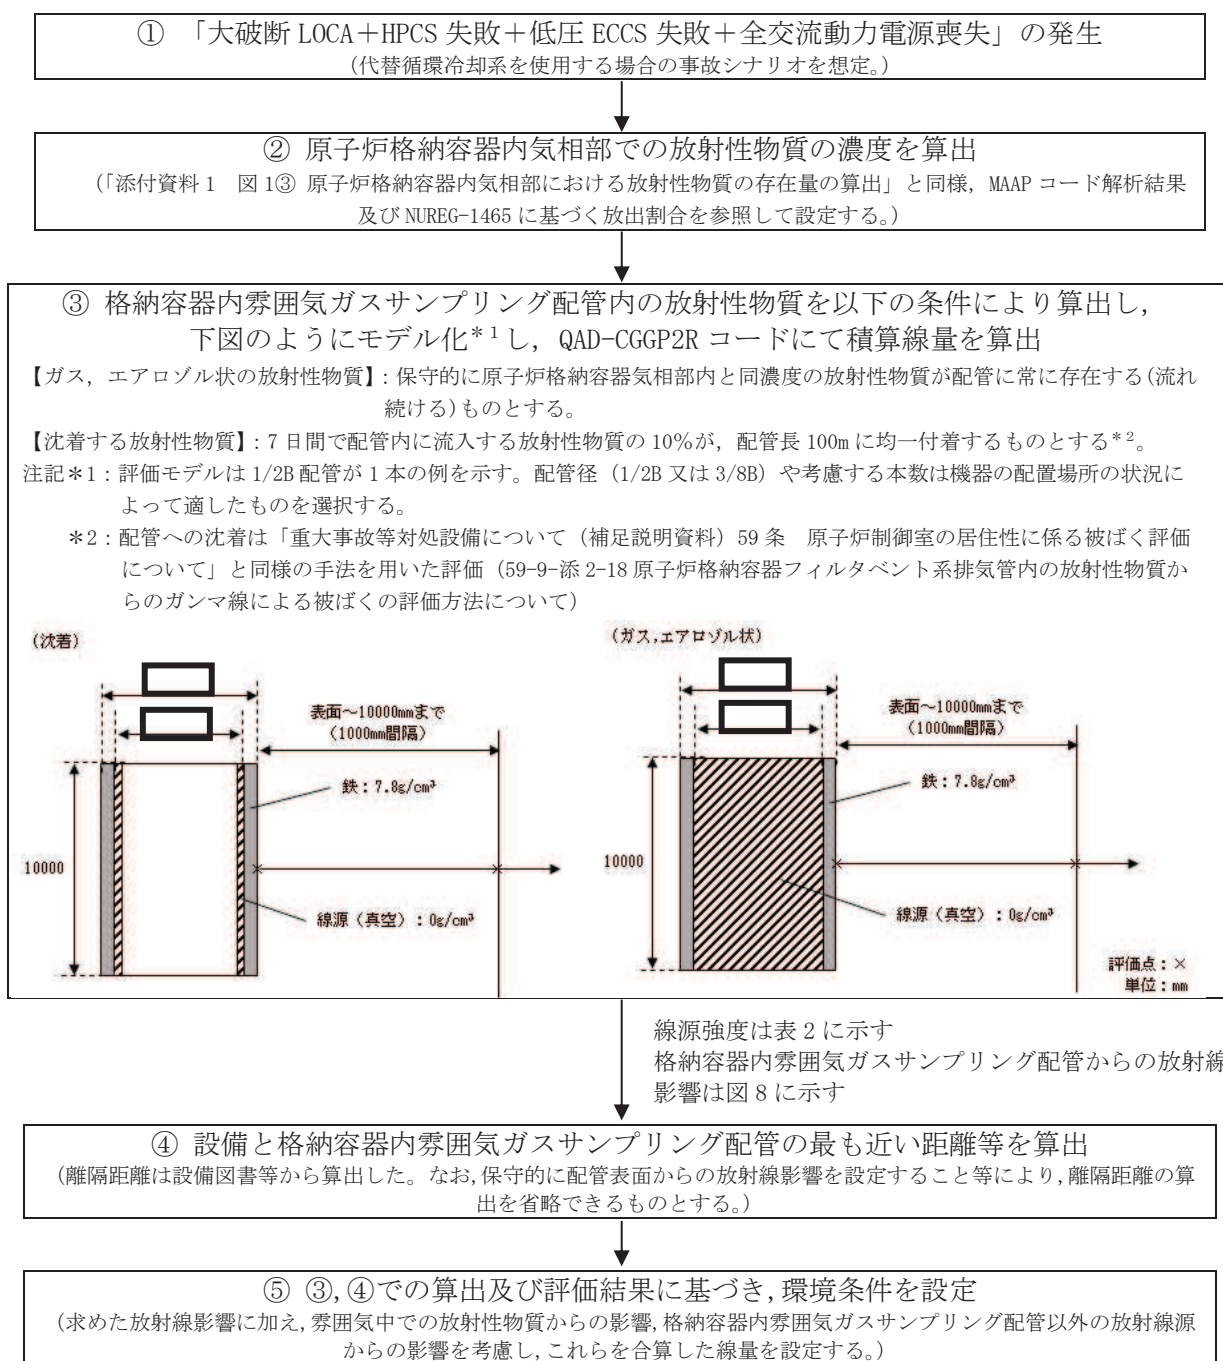 ① 「大破断 LOCA＋HPCS 失敗＋低圧 ECCS 失敗＋全交流動力電源喪失」の発生
(代替循環冷却系を使用する場合の事故シナリオを想定。)
② 原子炉格納容器内気相部での放射性物質の濃度を算出
(「添付資料 1　図 1③ 原子炉格納容器内気相部における放射性物質の存在量の算出」と同様，MAAP コード解析結果
及び NUREG-1465 に基づく放出割合を参照して設定する。)
③ 格納容器内雰囲気ガスサンプリング配管内の放射性物質を以下の条件により算出し，
下図のようにモデル化＊1し，QAD-CGGP2R コードにて積算線量を算出
【ガス，エアロゾル状の放射性物質】：保守的に原子炉格納容器気相部内と同濃度の放射性物質が配管に常に存在する(流れ
続ける)ものとする。
【沈着する放射性物質】：7 日間で配管内に流入する放射性物質の 10％が，配管長 100m に均一付着するものとする＊2。
注記＊1：評価モデルは 1/2B 配管が 1 本の例を示す。配管径（1/2B 又は 3/8B）や考慮する本数は機器の配置場所の状況に
よって適したものを選択する。
＊2：配管への沈着は「重大事故等対処設備について（補足説明資料）59 条　原子炉制御室の居住性に係る被ばく評価
について」と同様の手法を用いた評価（59-9-添 2-18 原子炉格納容器フィルタベント系排気管内の放射性物質か
らのガンマ線による被ばくの評価方法について）
(沈着)
表面～10000mmまで
(1000mm間隔)
鉄：7.8g/cm³
10000
線源（真空）：0g/cm³
(ガス,エアロゾル状)
表面～10000mmまで
(1000mm間隔)
鉄：7.8g/cm³
10000
線源（真空）：0g/cm³
評価点：×
単位：mm
線源強度は表 2 に示す
格納容器内雰囲気ガスサンプリング配管からの放射線
影響は図 8 に示す
④ 設備と格納容器内雰囲気ガスサンプリング配管の最も近い距離等を算出
(離隔距離は設備図書等から算出した。なお,保守的に配管表面からの放射線影響を設定すること等により,離隔距離の算
出を省略できるものとする。)
⑤ ③,④での算出及び評価結果に基づき,環境条件を設定
(求めた放射線影響に加え,雰囲気中での放射性物質からの影響,格納容器内雰囲気ガスサンプリング配管以外の放射線源
からの影響を考慮し,これらを合算した線量を設定する。)